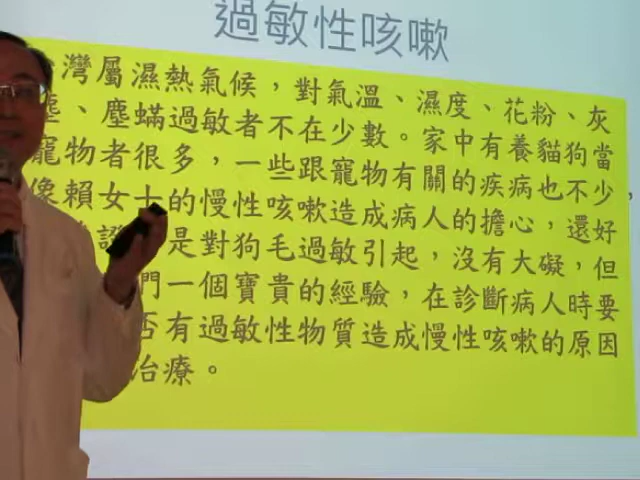 過敏性咳嗽
灣屬濕熱氣候，對氣溫、濕度、花粉、灰
塵、塵蟎過敏者不在少數。家中有養貓狗當
寵物者很多，一些跟寵物有關的疾病也不少，
像賴女士的慢性咳嗽造成病人的擔心，還好
是對狗毛過敏引起，沒有大礙，但
們一個寶貴的經驗，在診斷病人時要
否有過敏性物質造成慢性咳嗽的原因
治療。